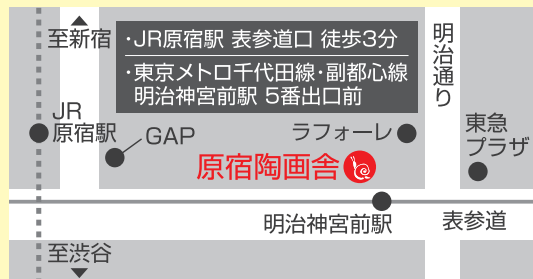 至新宿
・JR原宿駅 表参道口 徒歩3分
・東京メトロ千代田線・副都心線
明治神宮前駅 5番出口前
明治通り
JR
原宿駅
GAP
ラフォーレ
東急
プラザ
原宿陶画舎
明治神宮前駅
表参道
至渋谷